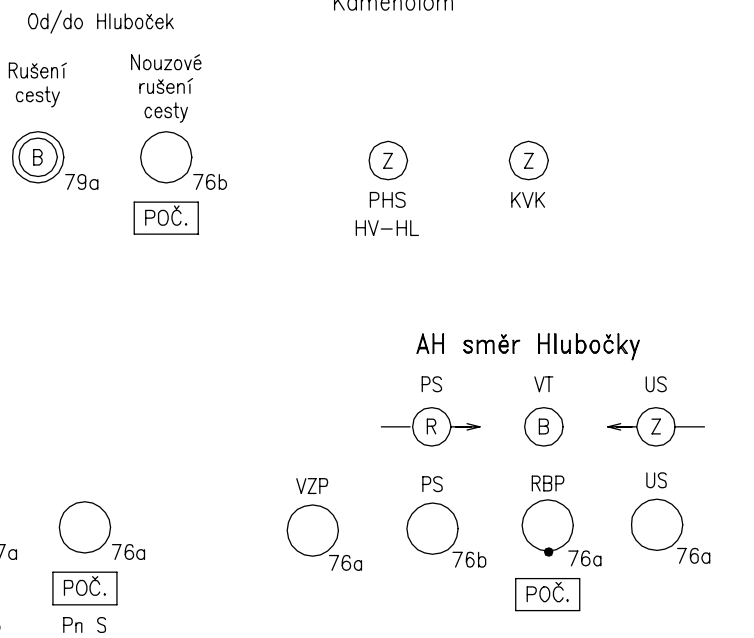 Kamenolom
Od/do Hluboček
Rušení
cesty
Nouzové
rušení
cesty
B
79a
76b
POČ.
Z
PHS
HV-HL
Z
KVK
AH směr Hlubočky
PS
VT
US
R
B
Z
VZP
PS
RBP
US
7a
76a
76a
76b
76a
76a
POČ.
POČ.
Pn S